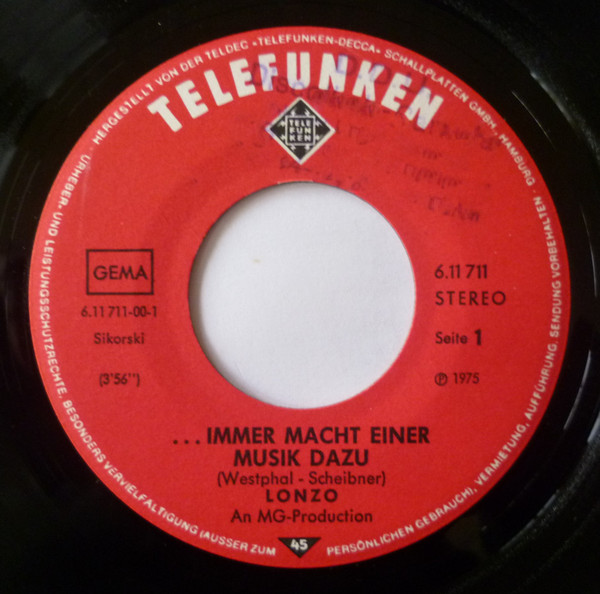 · HERGESTELLT VON DER TELDEC »TELEFUNKEN-DECCA« SCHALLPLATTEN GMBH, HAMBURG ·
URHEBER- UND LEISTUNGSSCHUTZRECHTE, BESONDERS VERVIELFÄLTIGUNG (AUSSER ZUM PERSÖNLICHEN GEBRAUCH), VERMIETUNG, AUFFÜHRUNG, SENDUNG VORBEHALTEN.
TELEFUNKEN
TELE
FUN
KEN
GEMA
6.11 711-00-1
Sikorski
(3'56")
6.11 711
STEREO
Seite 1
Ⓟ 1975
...IMMER MACHT EINER
MUSIK DAZU
(Westphal - Scheibner)
LONZO
An MG-Production
45